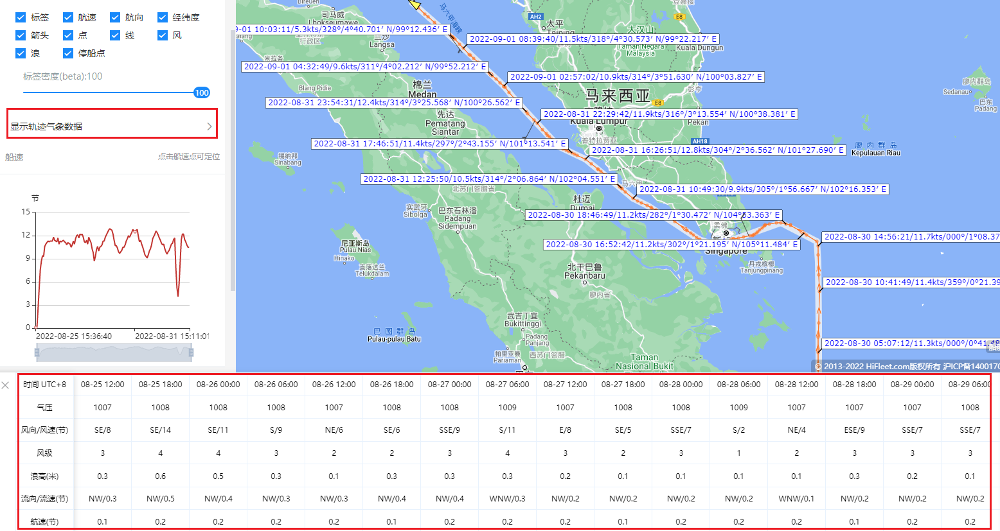 标签 航速 航向 经纬度
箭头 点 线 风
浪 停船点
标签密度(beta):100
100
显示轨迹气象数据
船速 点击船速点可定位
节
15
12
9
6
3
0
2022-08-25 15:36:40 2022-08-31 15:11:01
Bireuen
司马威
Lhokseumawe
马六甲海峡
AH2
太平
Taiping
E8
登嘉楼
大汉山
Taman Negara
Malaysia
Kuala Dungun
9-01 10:03:11/5.3kts/328°/4°40.701′ N/99°12.436′ E
2022-09-01 08:39:40/11.5kts/318°/4°30.573′ N/99°22.217′ E
行政区
兰沙
Langsa
米拉务
2022-09-01 04:32:49/9.6kts/311°/4°02.212′ N/99°52.212′ E
2022-09-01 02:57:02/10.9kts/314°/3°51.630′ N/100°03.827′ E
Blang Pidie
棉兰
Medan
马来西亚
E8
彭亨
廖内群岛
Sedanau
巴东
Padang
2022-08-31 23:54:31/12.4kts/314°/3°25.568′ N/100°26.562′ E
2022-08-31 22:29:42/11.9kts/316°/3°13.554′ N/100°38.381′ E
先达
Pematang
Siantar
Kuala Lumpur
Pekan
普特拉贾亚
AH18
2022-08-31 17:46:51/11.4kts/297°/2°43.155′ N/101°13.541′ E
2022-08-31 16:26:51/12.8kts/304°/2°36.562′ N/101°27.690′ E
廖内群岛
Kepulauan Riau
锡纳邦
Sinabang
2022-08-31 12:25:50/10.5kts/314°/2°06.864′ N/102°04.551′ E
马六甲
2022-08-31 10:49:30/9.9kts/305°/1°56.667′ N/102°16.353′ E
北苏门答腊省
实武牙
Sibolga
巴东石林潘
Padang
Sidempuan
杜迈
Dumai
2022-08-30 18:46:49/11.2kts/282°/1°30.472′ N/104°53.363′ E
柔佛
2022-08-30 14:56:21/11.7kts/000°/1°08.37
尼亚斯岛
Pulau Nias
Hinako
2022-08-30 16:52:42/11.2kts/302°/1°21.195′ N/105°11.484′ E
Singapore
直落达兰
Telukdalam
北干巴鲁
Pekanbaru
丹戎槟榔
Tanjungpinang
2022-08-30 10:41:49/11.4kts/359°/0°21.39
廖内省
武吉丁宜
Bukittinggi
巴图群岛
Pulau-pulau Batu
Padang
Panjang
2022-08-30 05:07:12/11.3kts/000°/0°41.48
帕里亚曼
Pariaman
西苏门答腊
Taman
Nasional Bukit
© 2013-2022 HiFleet.com版权所有 沪ICP备1400170
时间 UTC+8 08-25 12:00 08-25 18:00 08-26 00:00 08-26 06:00 08-26 12:00 08-26 18:00 08-27 00:00 08-27 06:00 08-27 12:00 08-27 18:00 08-28 00:00 08-28 06:00 08-28 12:00 08-28 18:00 08-29 00:00 08-29 06:00
气压 1007 1008 1008 1008 1007 1008 1008 1009 1007 1008 1008 1009 1007 1007 1007 1008
风向/风速(节) SE/8 SE/14 SE/11 S/9 NE/6 SE/6 SSE/9 S/11 E/8 SE/5 SSE/7 S/2 NE/4 ESE/9 SSE/7 SSE/7
风级 3 4 4 3 2 2 3 4 3 2 3 1 2 3 3 3
浪高(米) 0.3 0.6 0.5 0.3 0.1 0.3 0.3 0.3 0.2 0.1 0.1 0.1 0.1 0.3 0.2 0.1
流向/流速(节) NW/0.3 NW/0.5 NW/0.4 NW/0.3 NW/0.3 NW/0.4 NW/0.4 WNW/0.3 NW/0.2 NW/0.2 NW/0.2 NW/0.2 WNW/0.1 NW/0.2 NW/0.2 NW/0.2
航速(节) 0.1 0.2 0.2 0.2 0.2 0.1 0.2 0.2 0.2 0.1 0.2 0.2 0.2 0.1 0.2 0.2